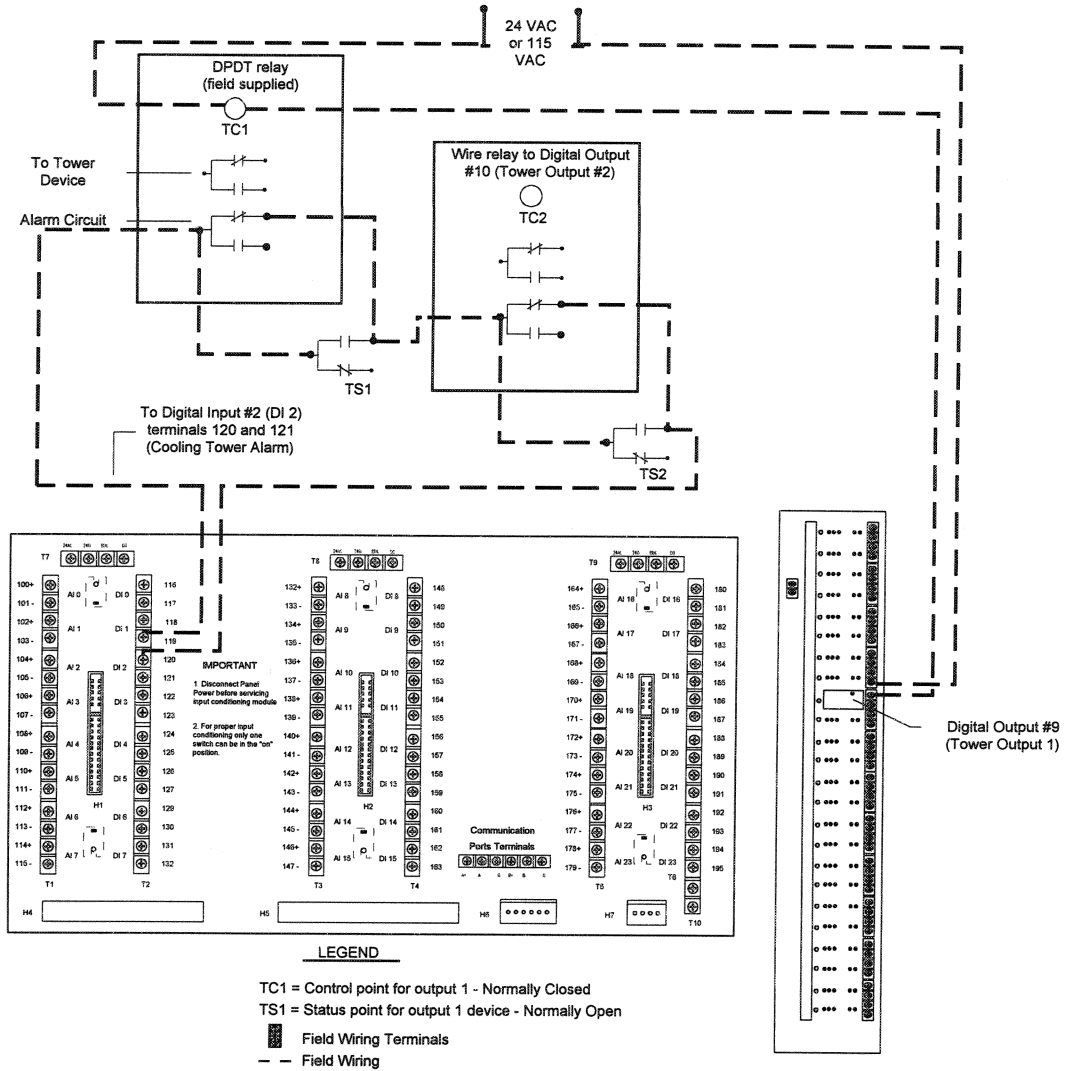 24 VAC
or 115
VAC
DPDT relay
(field supplied)
TC1
To Tower
Device
Alarm Circuit
Wire relay to Digital Output
#10 (Tower Output #2)
TC2
TS1
TS2
To Digital Input #2 (DI 2)
terminals 120 and 121
(Cooling Tower Alarm)
T7
T8
T9
100+
101 -
102+
103 -
104+
105 -
106+
107 -
108+
109 -
110+
111 -
112+
113 -
114+
115 -
T1
AI 0
AI 1
AI 2
AI 3
AI 4
AI 5
AI 6
AI 7
H1
DI 0
DI 1
DI 2
DI 3
DI 4
DI 5
DI 6
DI 7
116
117
118
119
120
121
122
123
124
125
126
127
129
130
131
132
T2
IMPORTANT
1. Disconnect Panel
Power before servicing
input conditioning module
2. For proper input
conditioning only one
switch can be in the "on"
position.
132+
133 -
134+
135 -
136+
137 -
138+
139 -
140+
141 -
142+
143 -
144+
145 -
146+
147 -
T3
AI 8
AI 9
AI 10
AI 11
AI 12
AI 13
AI 14
AI 15
H2
DI 8
DI 9
DI 10
DI 11
DI 12
DI 13
DI 14
DI 15
148
149
150
151
152
153
154
155
156
157
158
159
160
161
162
163
T4
Communication
Ports Terminals
164+
165 -
166+
167 -
168+
169 -
170+
171 -
172+
173 -
174+
175 -
176+
177 -
178+
179 -
AI 16
AI 17
AI 18
AI 19
AI 20
AI 21
AI 22
AI 23
H3
DI 16
DI 17
DI 18
DI 19
DI 20
DI 21
DI 22
DI 23
180
181
182
183
184
185
186
187
188
189
190
191
192
193
194
195
T10
H4
H5
H6
H7
Digital Output #9
(Tower Output 1)
LEGEND
TC1 = Control point for output 1 - Normally Closed
TS1 = Status point for output 1 device - Normally Open
Field Wiring Terminals
Field Wiring